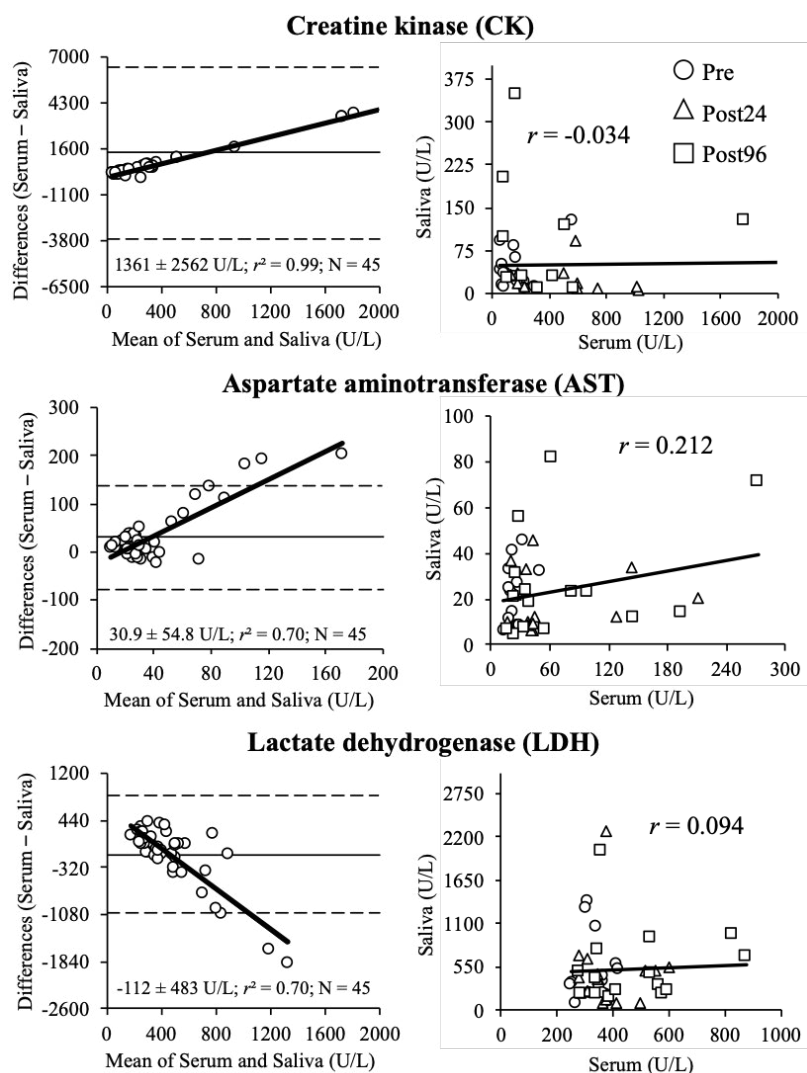 Creatine kinase (CK)
7000
4300
1600
-1100
-3800
-6500
Differences (Serum – Saliva)
1361 ± 2562 U/L; r² = 0.99; N = 45
0 400 800 1200 1600 2000
Mean of Serum and Saliva (U/L)
375
300
225
150
75
0
Saliva (U/L)
r = -0.034
Pre
Post24
Post96
0 400 800 1200 1600 2000
Serum (U/L)
Aspartate aminotransferase (AST)
300
200
100
0
-100
-200
Differences (Serum – Saliva)
30.9 ± 54.8 U/L; r² = 0.70; N = 45
0 40 80 120 160 200
Mean of Serum and Saliva (U/L)
100
80
60
40
20
0
Saliva (U/L)
r = 0.212
0 60 120 180 240 300
Serum (U/L)
Lactate dehydrogenase (LDH)
1200
440
-320
-1080
-1840
-2600
Differences (Serum – Saliva)
-112 ± 483 U/L; r² = 0.70; N = 45
0 400 800 1200 1600
Mean of Serum and Saliva (U/L)
2750
2200
1650
1100
550
0
Saliva (U/L)
r = 0.094
0 200 400 600 800 1000
Serum (U/L)